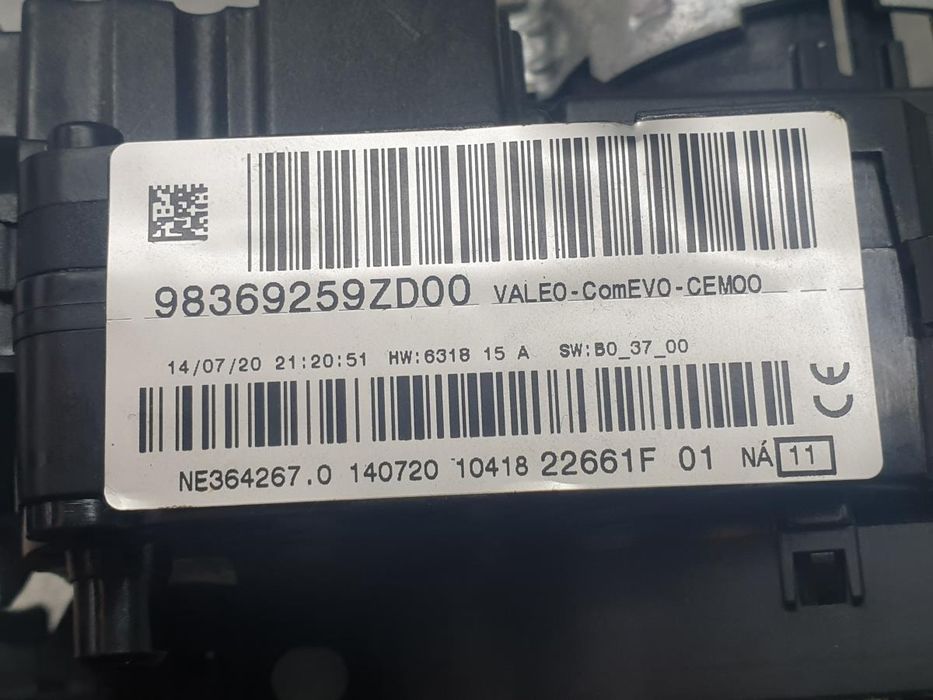 98369259ZD00 VALEO-ComEVO-CEM00
14/07/20 21:20:51 HW:6318 15 A SW:B0_37_00
CE
NE364267.0 140720 10418 22661F 01 NÁ 11